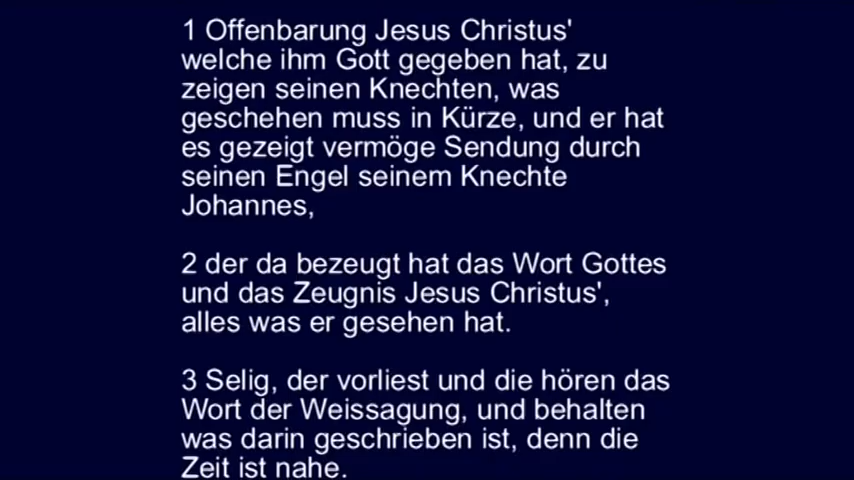 1 Offenbarung Jesus Christus'
welche ihm Gott gegeben hat, zu
zeigen seinen Knechten, was
geschehen muss in Kürze, und er hat
es gezeigt vermöge Sendung durch
seinen Engel seinem Knechte
Johannes,
2 der da bezeugt hat das Wort Gottes
und das Zeugnis Jesus Christus',
alles was er gesehen hat.
3 Selig, der vorliest und die hören das
Wort der Weissagung, und behalten
was darin geschrieben ist, denn die
Zeit ist nahe.